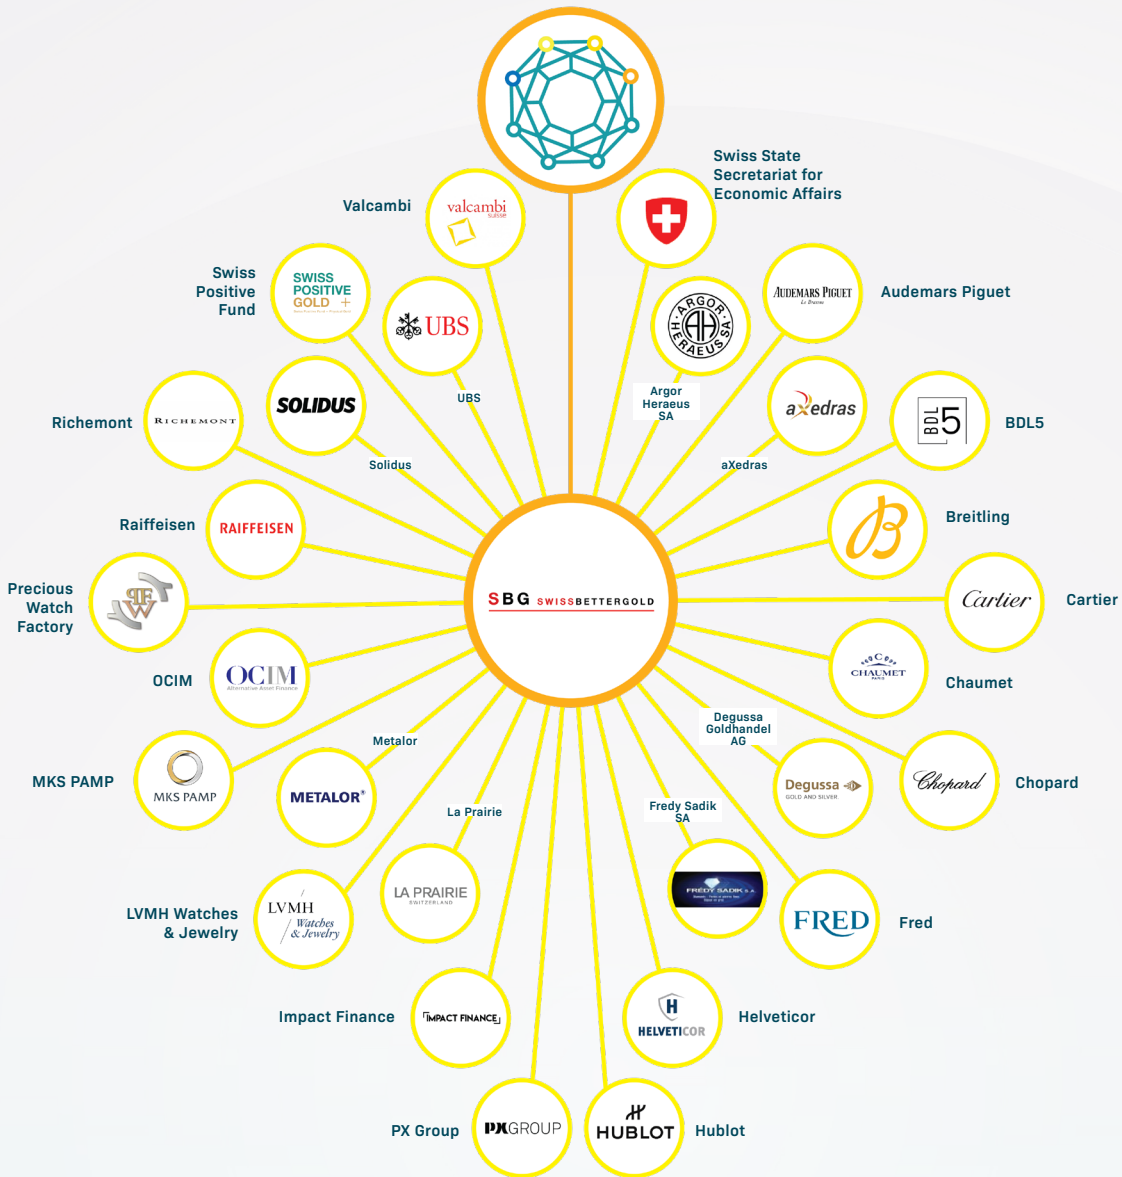 Swiss State
Secretariat for
Economic Affairs
Valcambi
valcambi
suisse
Swiss
Positive
Fund
SWISS
POSITIVE
GOLD +
UBS
UBS
ARGOR·HERAEUS SA·
AH
Argor
Heraeus
SA
AUDEMARS PIGUET
Le Brassus
Audemars Piguet
Richemont
RICHEMONT
SOLIDUS
Solidus
aXedras
aXedras
BDL
5
BDL5
Raiffeisen
RAIFFEISEN
B
Breitling
Precious
Watch
Factory
PF
W
SBG SWISSBETTERGOLD
Cartier
Cartier
OCIM
OCIM
Alternative Asset Finance
C
CHAUMET
PARIS
Chaumet
MKS PAMP
MKS PAMP
Metalor
METALOR®
Degussa
Goldhandel
AG
Degussa
GOLD AND SILVER
Chopard
Chopard
La Prairie
LA PRAIRIE
SWITZERLAND
Fredy Sadik
SA
FREDY SADIK S.A.
LVMH Watches
& Jewelry
LVMH
Watches
& Jewelry
FRED
Fred
Impact Finance
IMPACT FINANCE
H
HELVETICOR
Helveticor
PX Group
PXGROUP
H
HUBLOT
Hublot